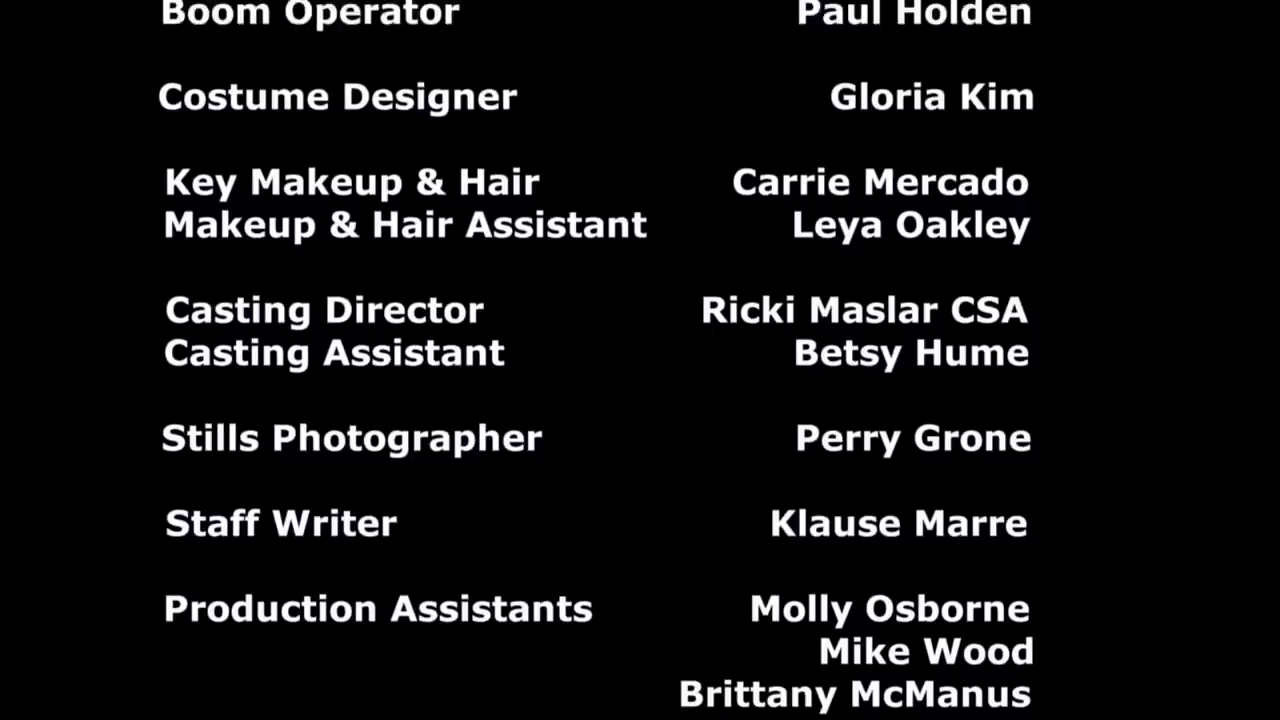 Boom Operator Paul Holden
Costume Designer Gloria Kim
Key Makeup & Hair Carrie Mercado
Makeup & Hair Assistant Leya Oakley
Casting Director Ricki Maslar CSA
Casting Assistant Betsy Hume
Stills Photographer Perry Grone
Staff Writer Klause Marre
Production Assistants Molly Osborne
Mike Wood
Brittany McManus